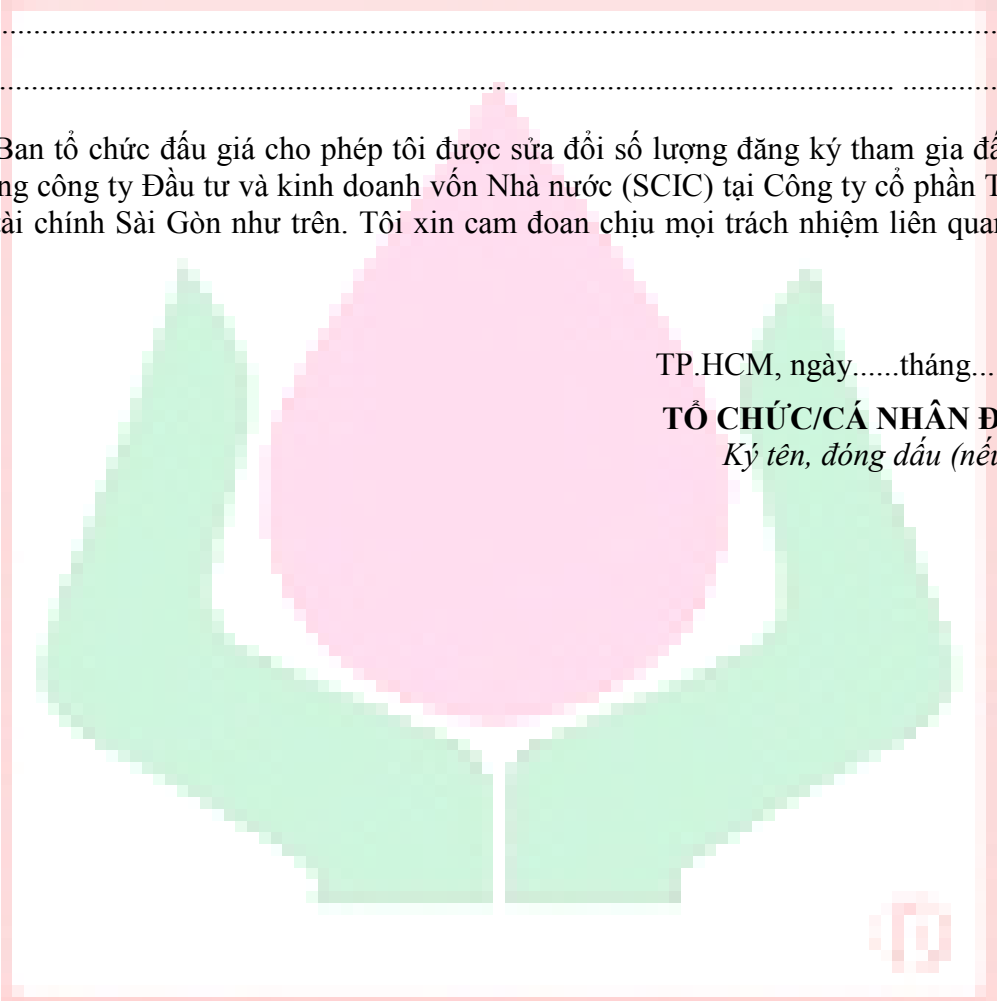 ........................................................................................................................ ............
........................................................................................................................ ............
Ban tổ chức đấu giá cho phép tôi được sửa đổi số lượng đăng ký tham gia đấ
ng công ty Đầu tư và kinh doanh vốn Nhà nước (SCIC) tại Công ty cổ phần T
ài chính Sài Gòn như trên. Tôi xin cam đoan chịu mọi trách nhiệm liên quan
TP.HCM, ngày......tháng...
TỔ CHỨC/CÁ NHÂN Đ
Ký tên, đóng dấu (nếu